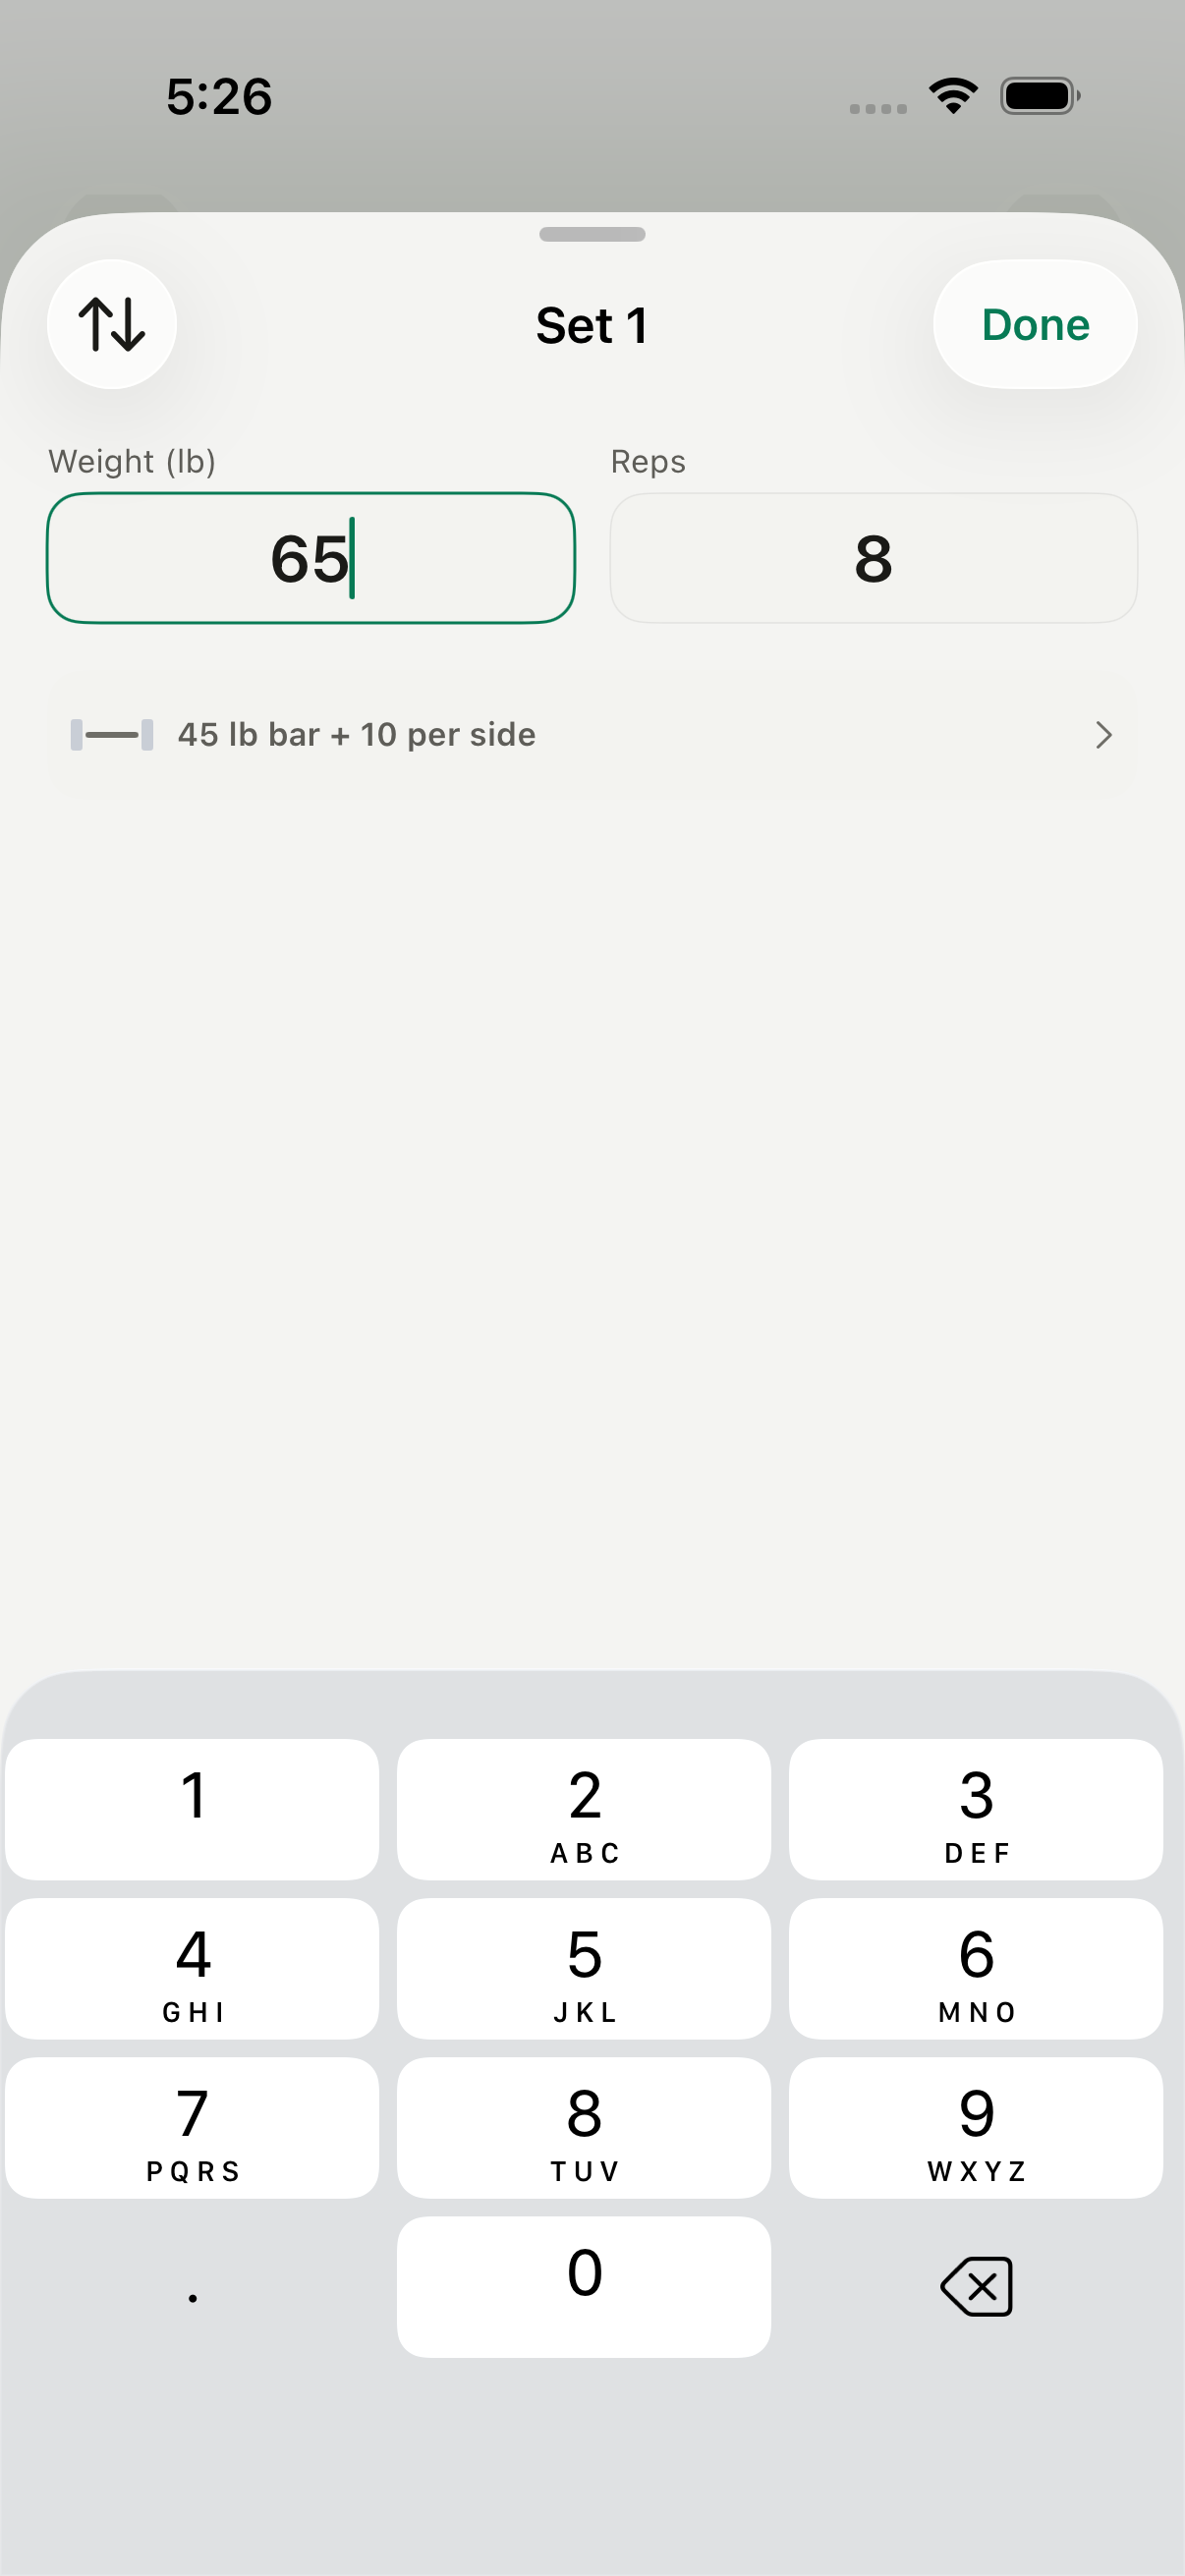 5:26
Set 1
Done
Weight (lb)
Reps
65
8
45 lb bar + 10 per side
1
2
ABC
3
DEF
4
GHI
5
JKL
6
MNO
7
PQRS
8
TUV
9
WXYZ
.
0